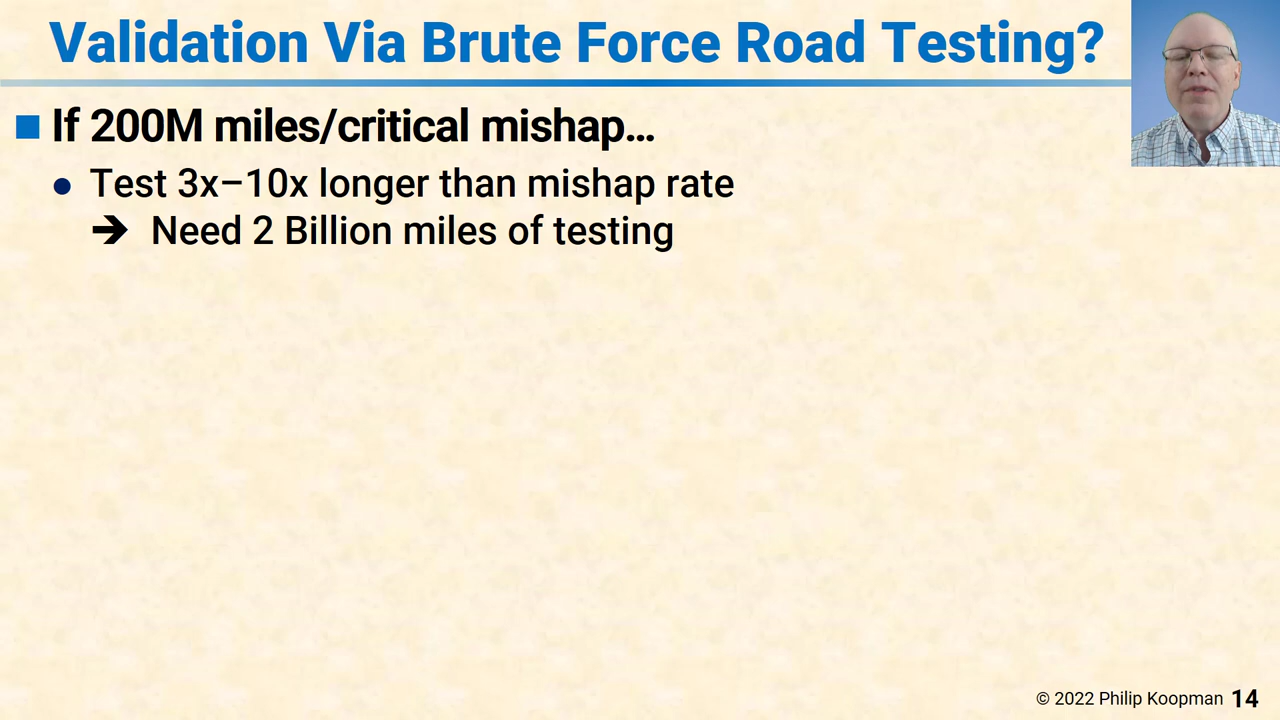 Validation Via Brute Force Road Testing?
If 200M miles/critical mishap…
Test 3x–10x longer than mishap rate
➔ Need 2 Billion miles of testing
© 2022 Philip Koopman 14